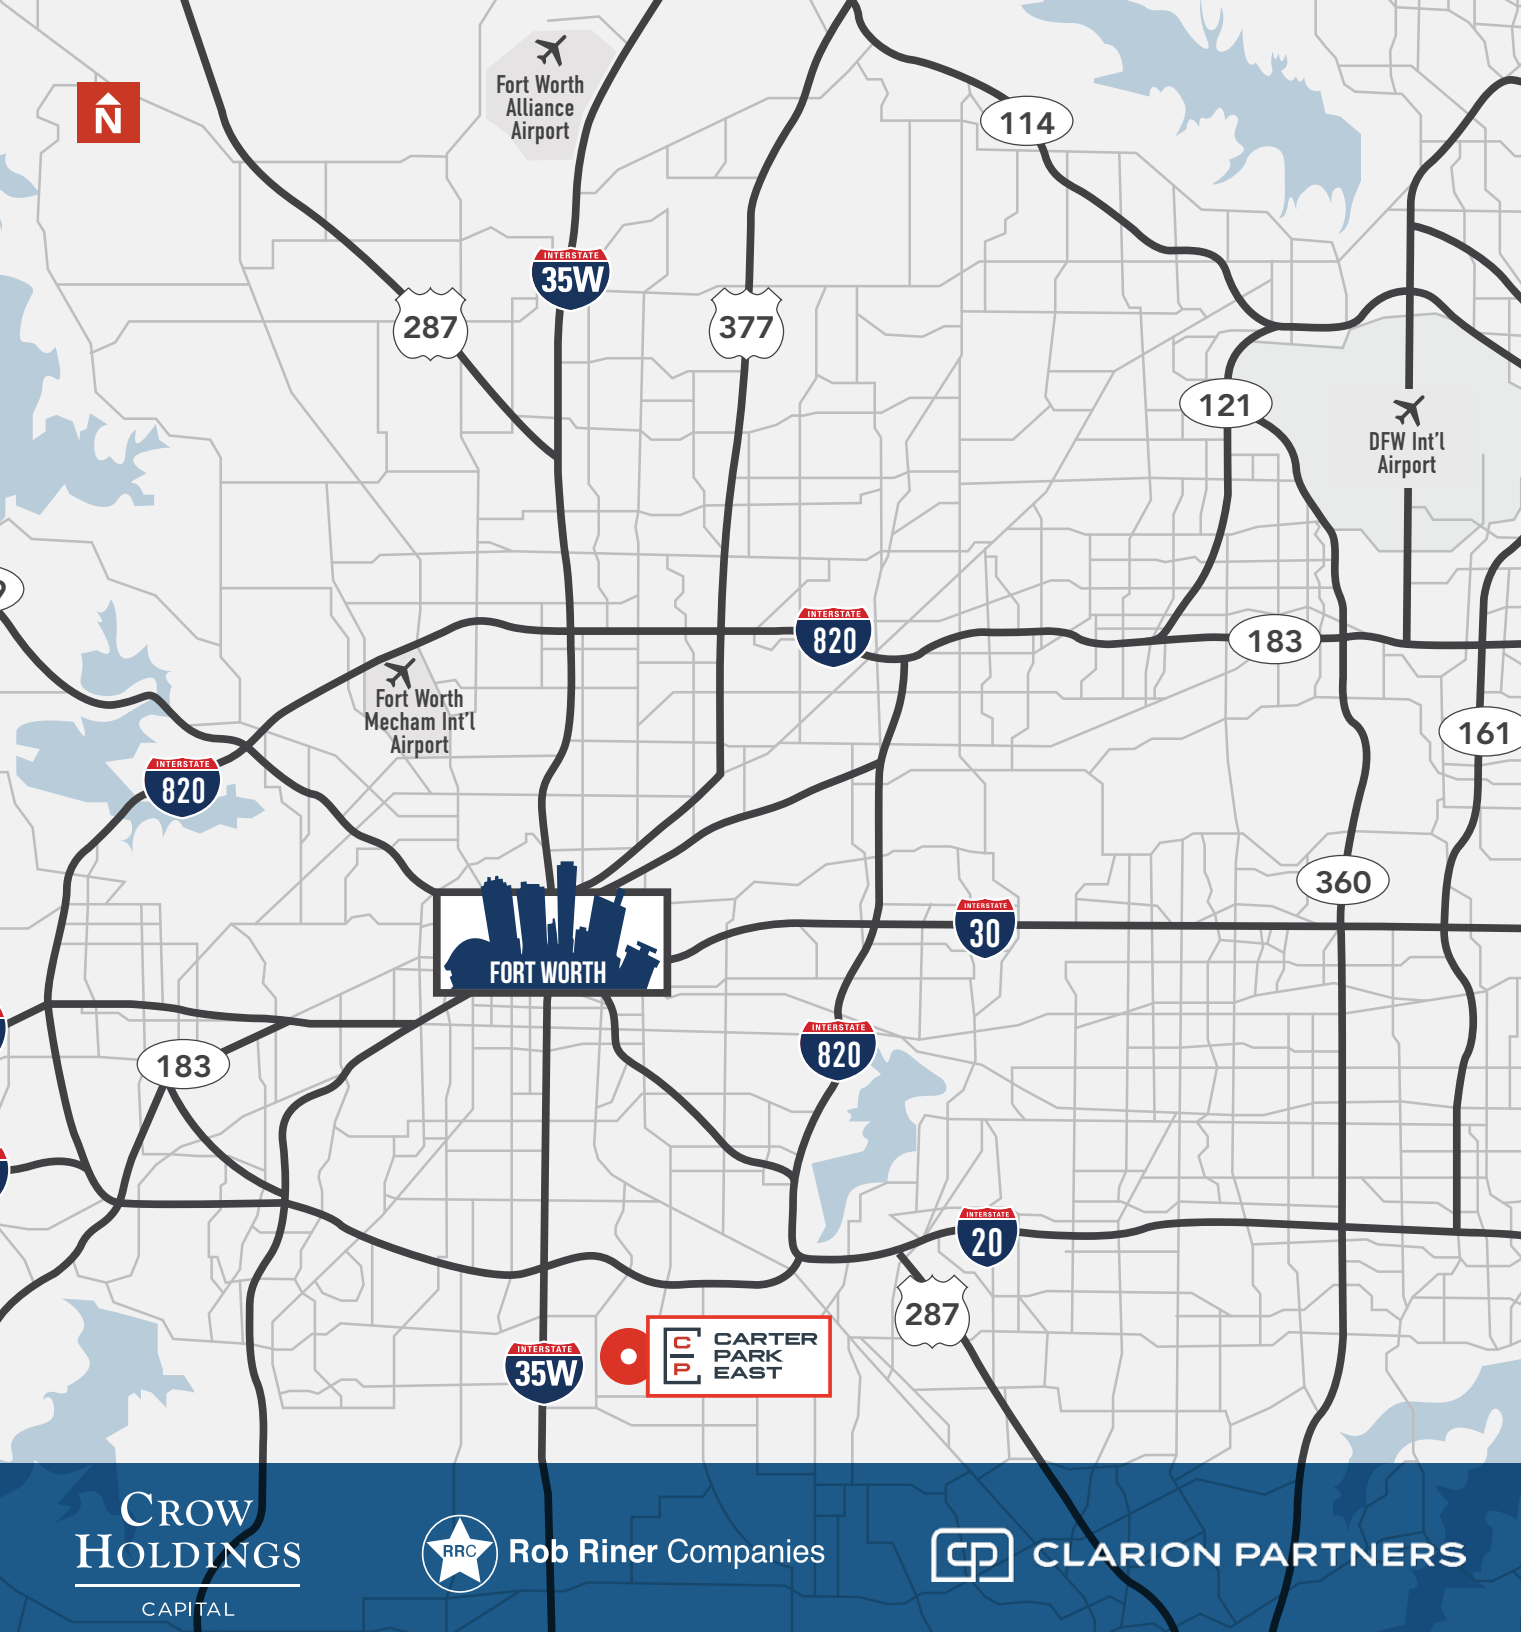 Fort Worth
Alliance
Airport
N
114
INTERSTATE
35W
287
377
121
DFW Int'l
Airport
INTERSTATE
820
183
Fort Worth
Mecham Int'l
Airport
161
INTERSTATE
820
360
INTERSTATE
30
FORT WORTH
INTERSTATE
820
183
INTERSTATE
20
287
INTERSTATE
35W
C
P
CARTER
PARK
EAST
CROW
HOLDINGS
CAPITAL
RRC
Rob Riner Companies
CP
CLARION PARTNERS